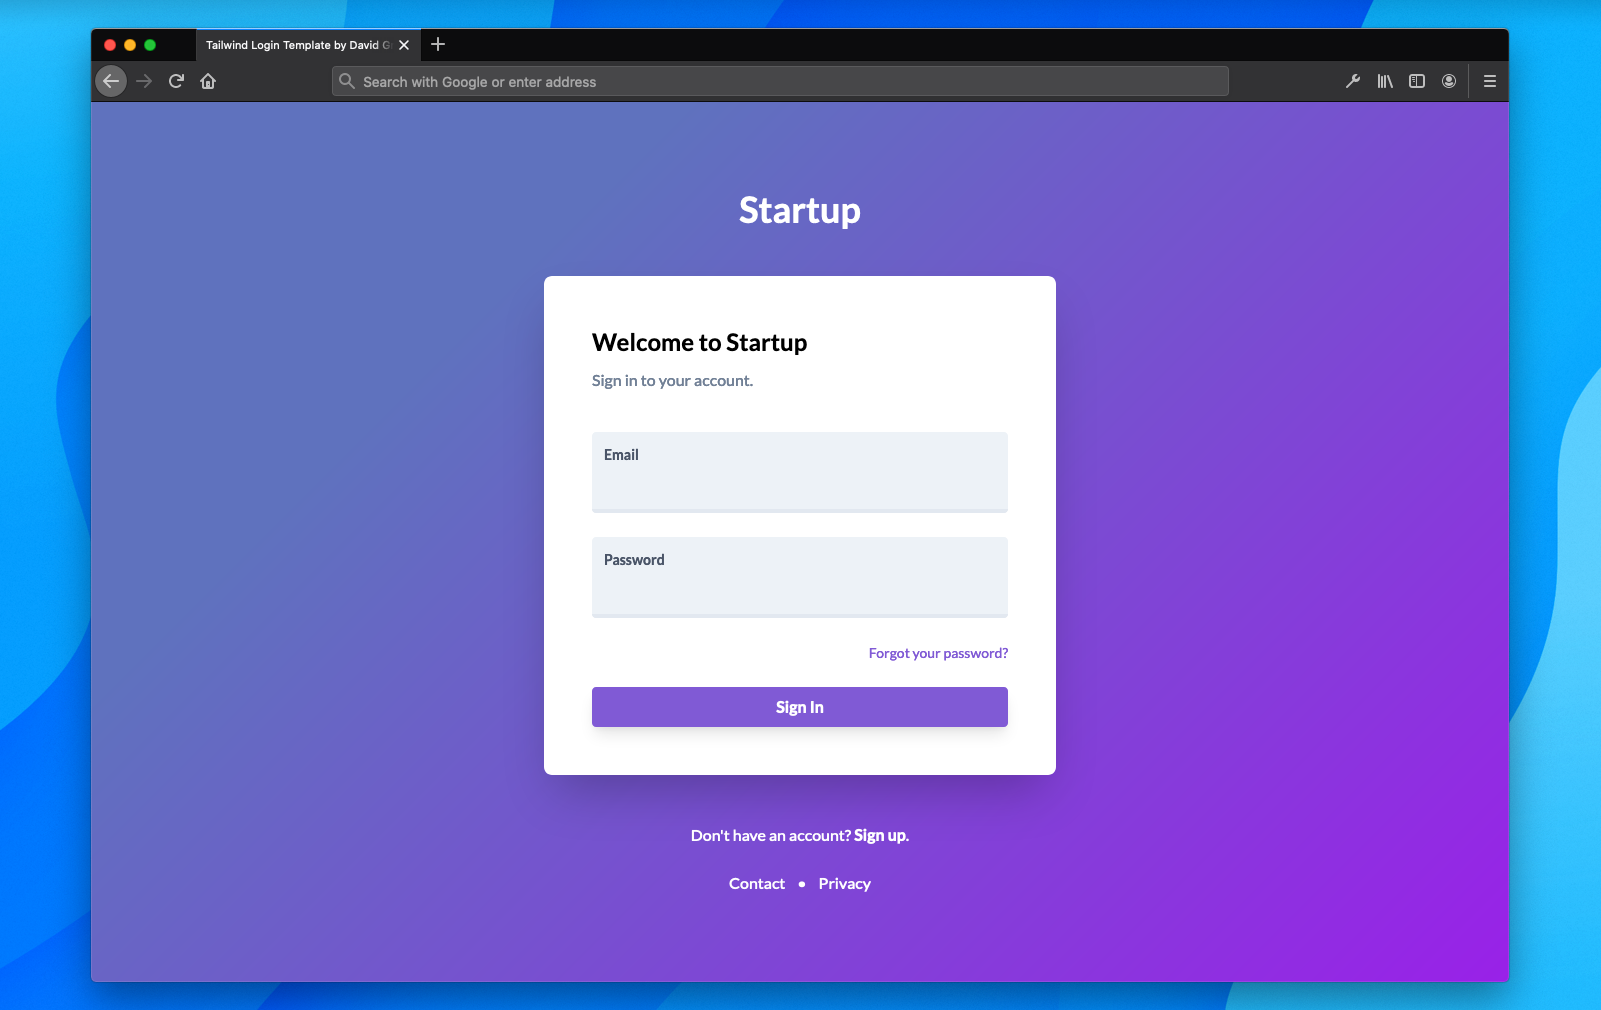 Tailwind Login Template by David G
Search with Google or enter address
Startup
Welcome to Startup
Sign in to your account.
Email
Password
Forgot your password?
Sign In
Don't have an account? Sign up.
Contact • Privacy